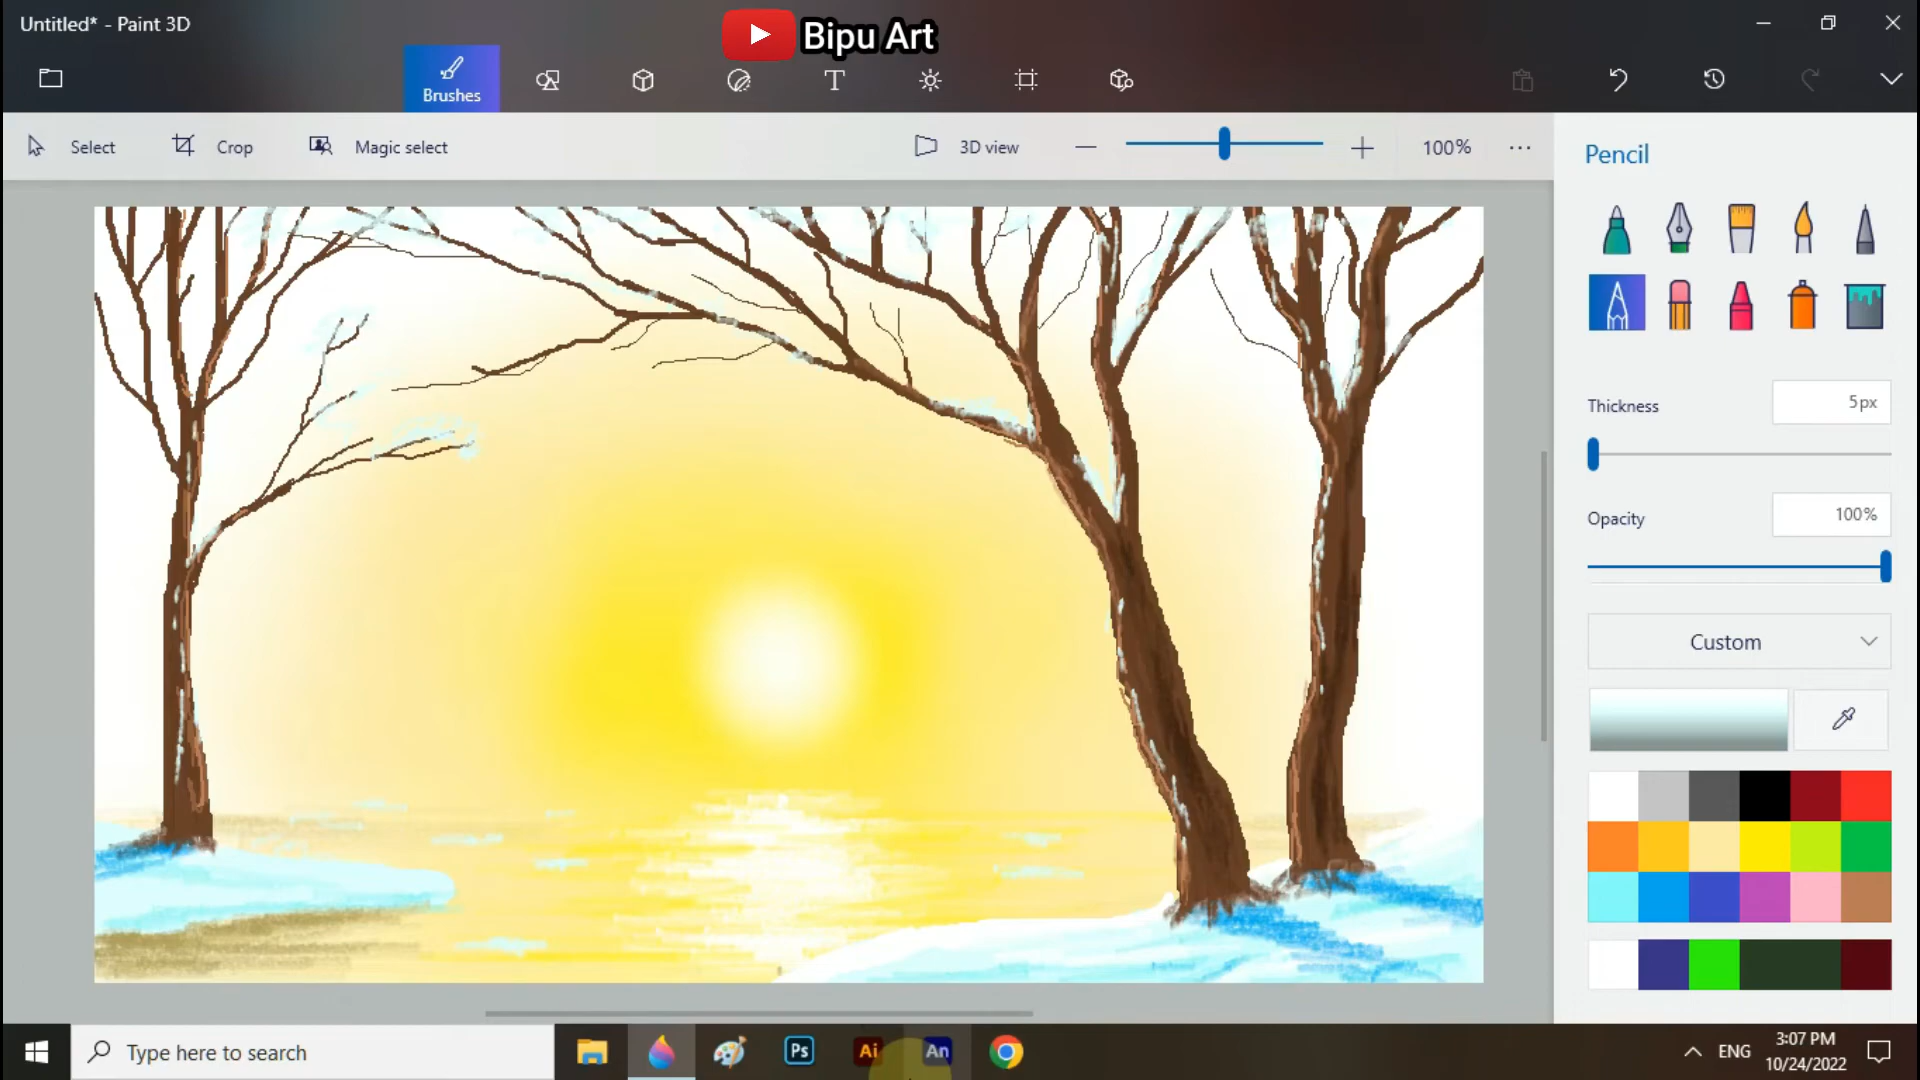 Untitled* - Paint 3D
Bipu Art
Brushes
Select
Crop
Magic select
3D view
100%
Pencil
Thickness
5px
Opacity
100%
Custom
Type here to search
Ps
Ai
An
ENG
3:07 PM
10/24/2022